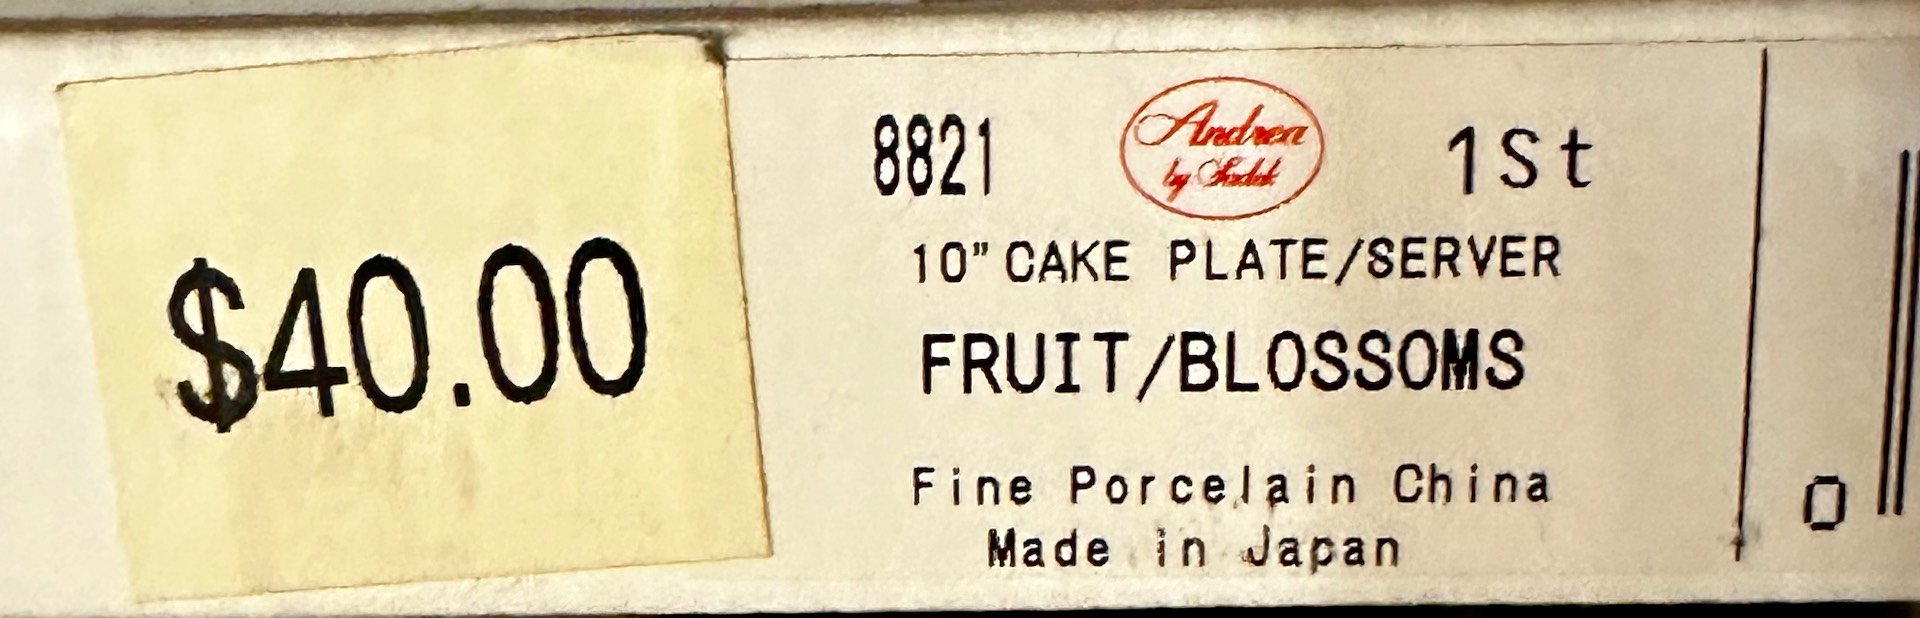 $40.00
8821
Andrea
by Sadek
1St
10" CAKE PLATE/SERVER
FRUIT/BLOSSOMS
Fine Porcelain China
Made in Japan
0